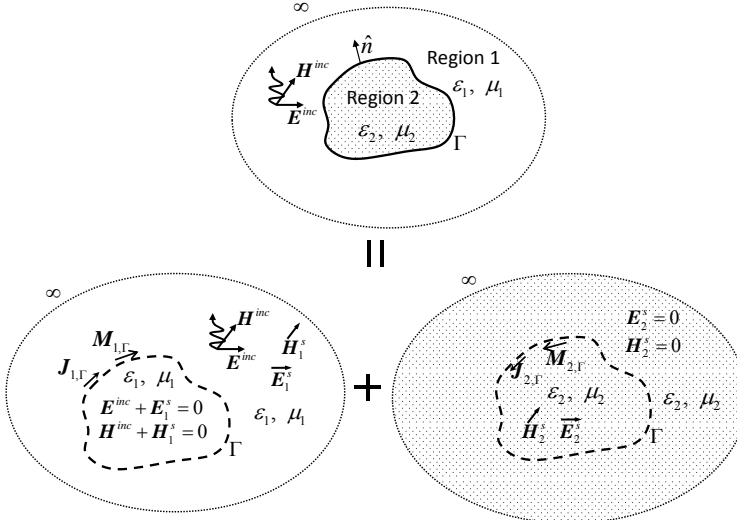 ∞
n̂
Region 1
H^inc
ε₁, μ₁
Region 2
E^inc
ε₂, μ₂
Γ
=
∞
H^inc
M₁,Γ
E^inc
H₁^s
J₁,Γ
ε₁, μ₁
E₁^s
E^inc + E₁^s = 0
ε₁, μ₁
H^inc + H₁^s = 0
Γ
+
∞
E₂^s = 0
H₂^s = 0
M₂,Γ
J₂,Γ
ε₂, μ₂
ε₂, μ₂
H₂^s E₂^s
Γ